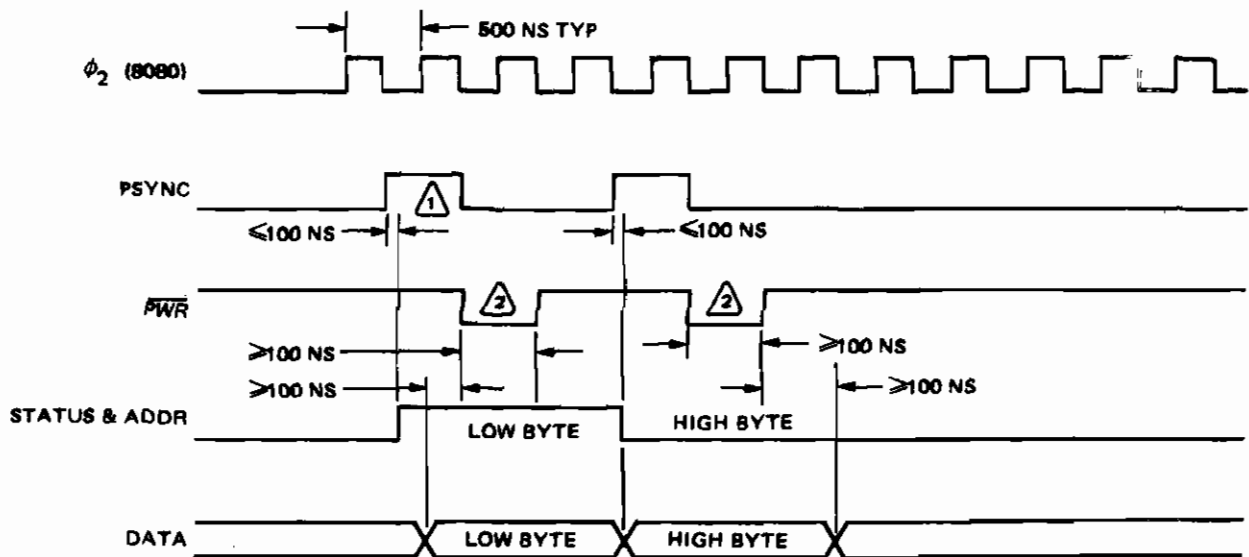 500 NS TYP
ϕ2 (8080)
PSYNC
1
≤100 NS
≤100 NS
PWR
2
2
≥100 NS
≥100 NS
≥100 NS
≥100 NS
STATUS & ADDR
LOW BYTE
HIGH BYTE
DATA
LOW BYTE
HIGH BYTE